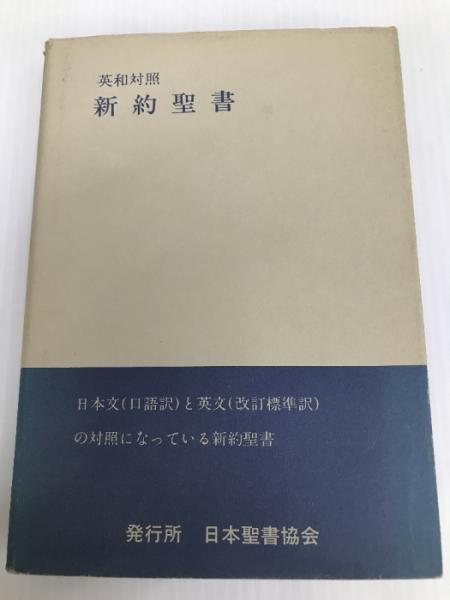 英和対照
新約聖書
日本文(口語訳)と英文(改訂標準訳)
の対照になっている新約聖書
発行所 日本聖書協会